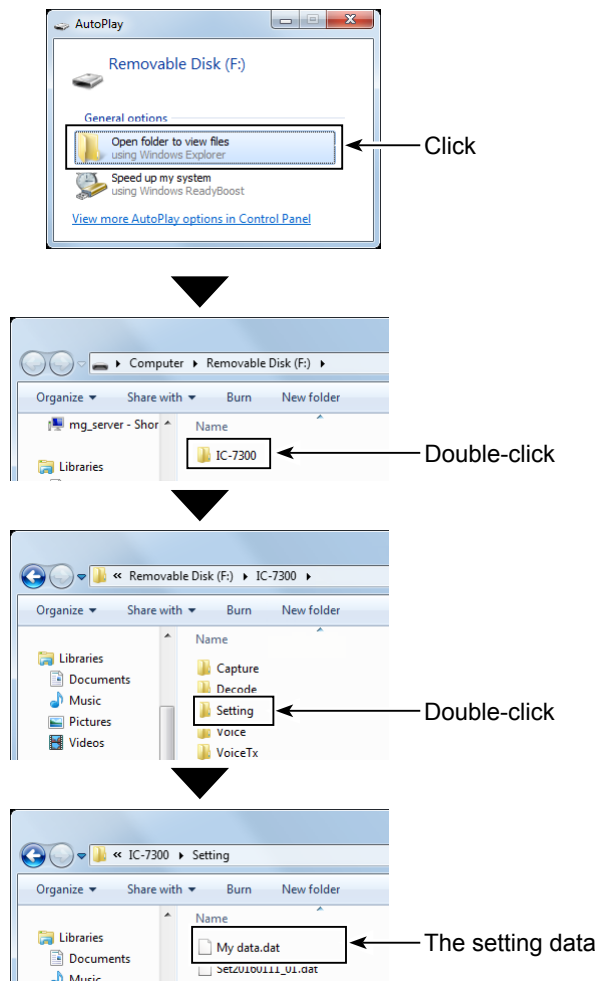 AutoPlay
Removable Disk (F:)
General options
Open folder to view files
using Windows Explorer
Click
Speed up my system
using Windows ReadyBoost
View more AutoPlay options in Control Panel
Computer Removable Disk (F:)
Organize Share with Burn New folder
mg_server - Shor Name
IC-7300 Double-click
Libraries
« Removable Disk (F:) IC-7300
Organize Share with Burn New folder
Name
Libraries
Capture
Documents
Decode
Music
Setting Double-click
Pictures
Voice
Videos
VoiceTx
« IC-7300 Setting
Organize Share with Burn New folder
Name
Libraries
My data.dat The setting data
Documents
Set20160111_01.dat
Music